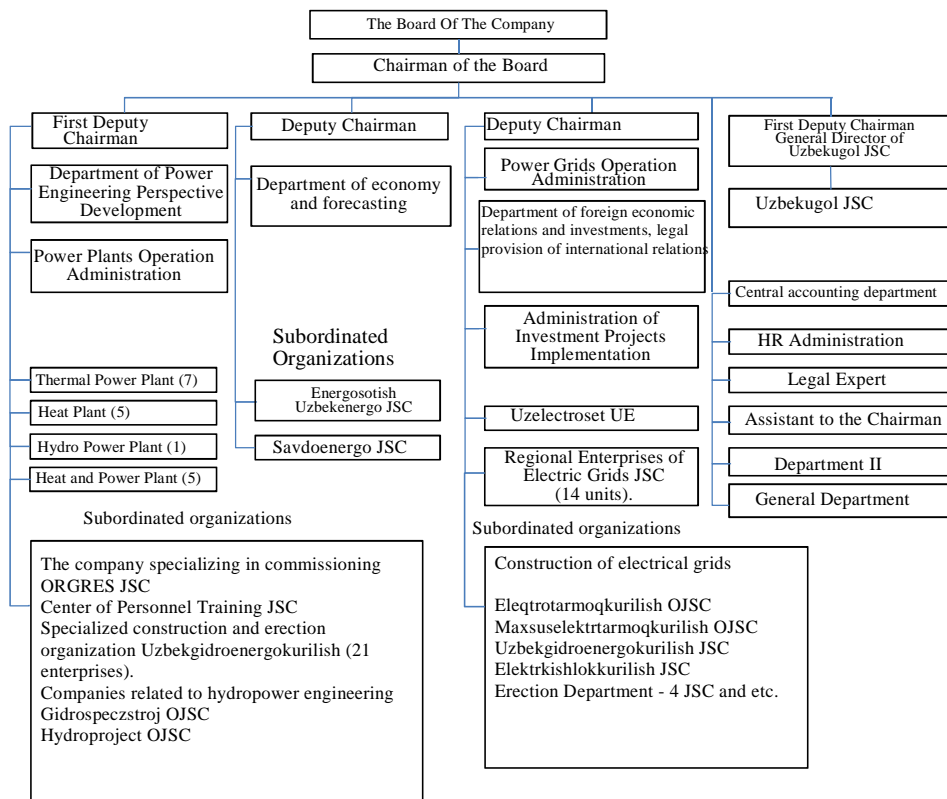 The Board Of The Company
Chairman of the Board
First Deputy
Chairman
Department of Power
Engineering Perspective
Development
Power Plants Operation
Administration
Thermal Power Plant (7)
Heat Plant (5)
Hydro Power Plant (1)
Heat and Power Plant (5)
Subordinated organizations
The company specializing in commissioning
ORGRES JSC
Center of Personnel Training JSC
Specialized construction and erection
organization Uzbekgidroenergokurilish (21
enterprises).
Companies related to hydropower engineering
Gidrospeczstroj OJSC
Hydroproject OJSC
Deputy Chairman
Department of economy
and forecasting
Subordinated
Organizations
Energosotish
Uzbekenergo JSC
Savdoenergo JSC
Deputy Chairman
Power Grids Operation
Administration
Department of foreign economic
relations and investments, legal
provision of international relations
Administration of
Investment Projects
Implementation
Uzelectroset UE
Regional Enterprises of
Electric Grids JSC
(14 units).
Subordinated organizations
Construction of electrical grids
Eleqtrotarmoqkurilish OJSC
Maxsuselektrtarmoqkurilish OJSC
Uzbekgidroenergokurilish JSC
Elektrkishlokkurilish JSC
Erection Department - 4 JSC and etc.
First Deputy Chairman
General Director of
Uzbekugol JSC
Uzbekugol JSC
Central accounting department
HR Administration
Legal Expert
Assistant to the Chairman
Department II
General Department